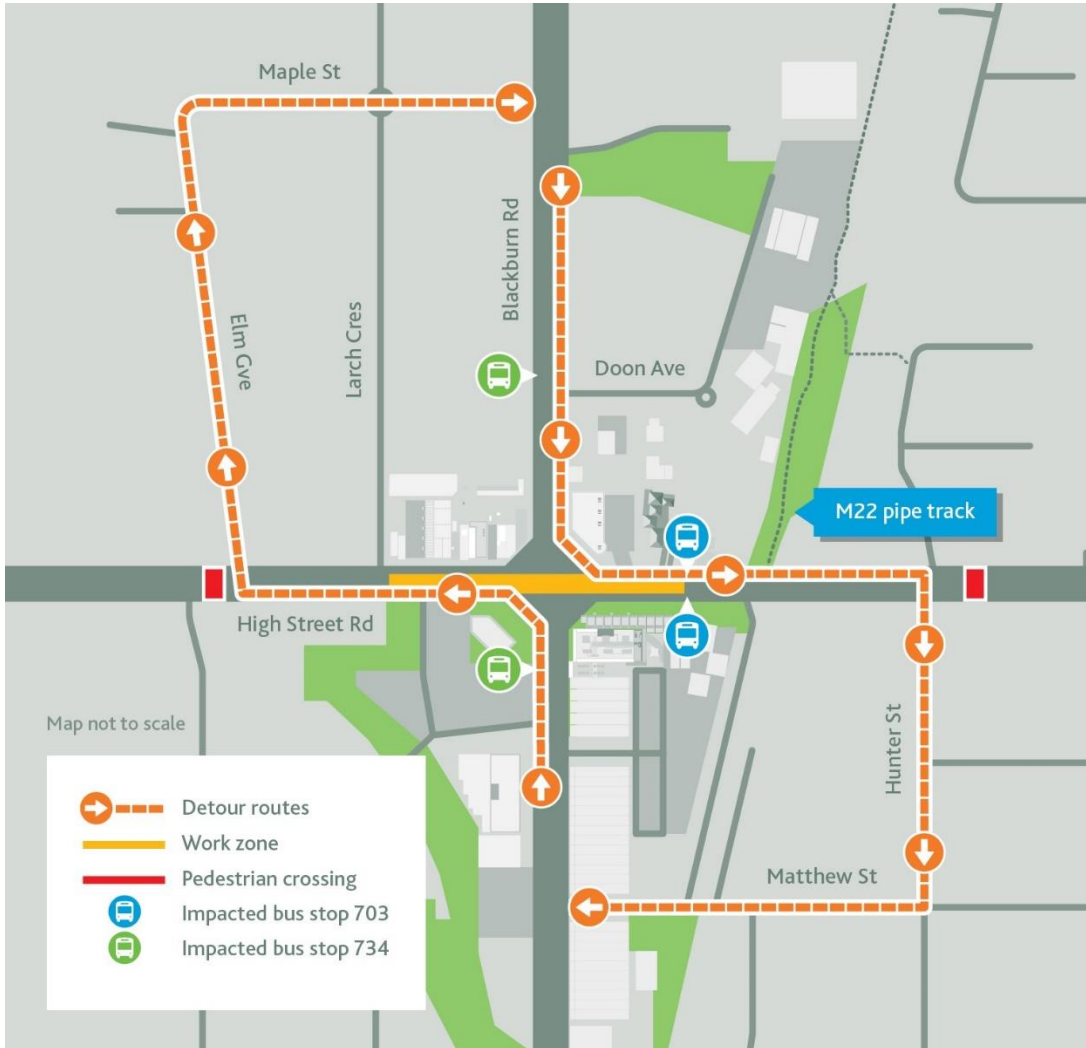 Maple St
Blackburn Rd
Elm Gve
Larch Cres
Doon Ave
M22 pipe track
High Street Rd
Map not to scale
Hunter St
Matthew St
Detour routes
Work zone
Pedestrian crossing
Impacted bus stop 703
Impacted bus stop 734